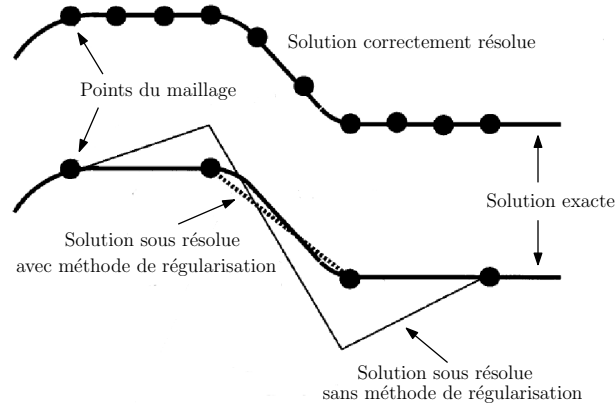 Solution correctement résolue
Points du maillage
Solution exacte
Solution sous résolue
avec méthode de régularisation
Solution sous résolue
sans méthode de régularisation